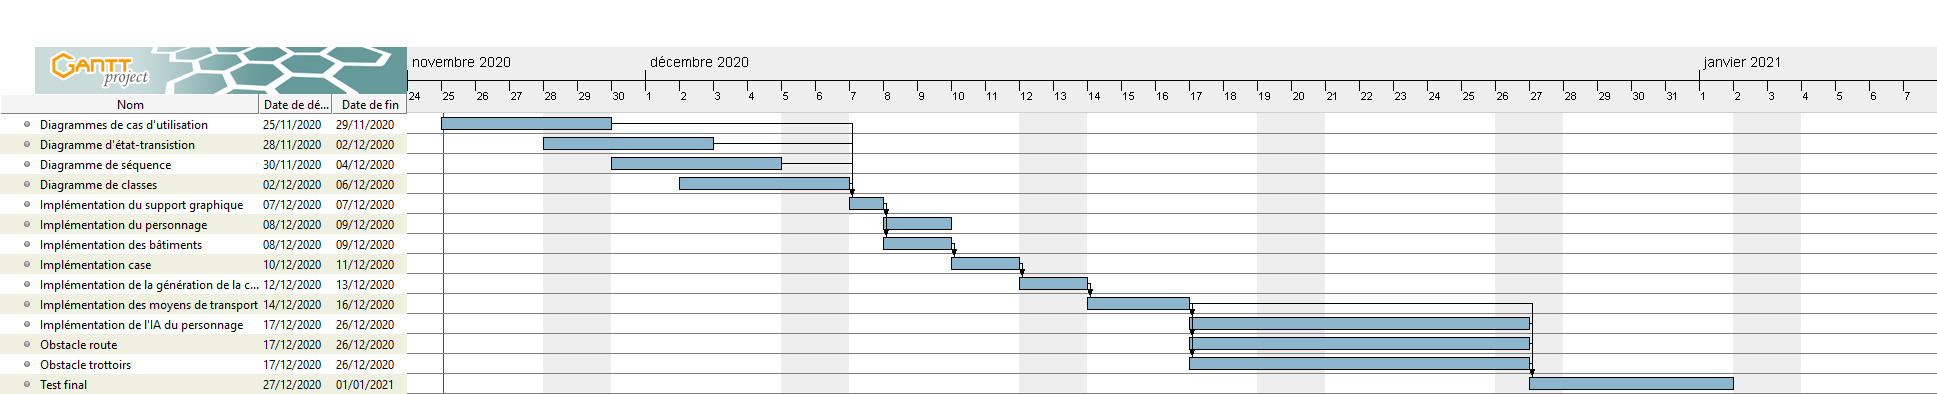 GANTT
project
novembre 2020 décembre 2020 janvier 2021
24 25 26 27 28 30 1 2 3 4 5 6 7 9 10 11 12 13 14 15 16 17 18 19 20 21 22 23 24 25 26 27 28 29 30 31 1 2 3 4 5 6 7
Nom Date de dé... Date de fin
Diagrammes de cas d'utilisation 25/11/2020 29/11/2020
Diagramme d'état-transistion 28/11/2020 02/12/2020
Diagramme de séquence 30/11/2020 04/12/2020
Diagramme de classes 02/12/2020 06/12/2020
Implémentation du support graphique 07/12/2020 07/12/2020
Implémentation du personnage 08/12/2020 09/12/2020
Implémentation des bâtiments 08/12/2020 09/12/2020
Implémentation case 10/12/2020 11/12/2020
Implémentation de la génération de la c... 12/12/2020 13/12/2020
Implémentation des moyens de transport 14/12/2020 16/12/2020
Implémentation de l'IA du personnage 17/12/2020 26/12/2020
Obstacle route 17/12/2020 26/12/2020
Obstacle trottoirs 17/12/2020 26/12/2020
Test final 27/12/2020 01/01/2021